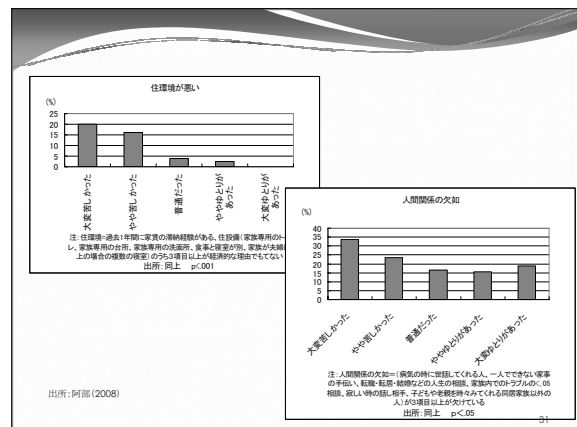 住環境が悪い
(%)
25
20
15
10
5
0
大変苦しかった
やや苦しかった
普通だった
ややゆとりが
あった
大変ゆとりが
あった
注：住環境=過去1年間に家賃の滞納経験がある、住設備（家族専用のトイ
レ、家族専用の台所、家族専用の洗面所、食事と寝室が別、家族が夫婦
上の場合の複数の寝室）のうち3項目以上が経済的な理由でもてない
出所：同上　p<.001
人間関係の欠如
(%)
40
35
30
25
20
15
10
5
0
大変苦しかった
やや苦しかった
普通だった
ややゆとりがあった
大変ゆとりがあった
注：人間関係の欠如=（病気の時に世話してくれる人、一人でできない家事
の手伝い、転職・転居・結婚などの人生の相談、家族内でのトラブルの<.05
相談、寂しい時の話し相手、子どもや老親を時々みてくれる同居家族以外の
人）が3項目以上が欠けている
出所：同上　p<.05
出所：阿部（2008）
31